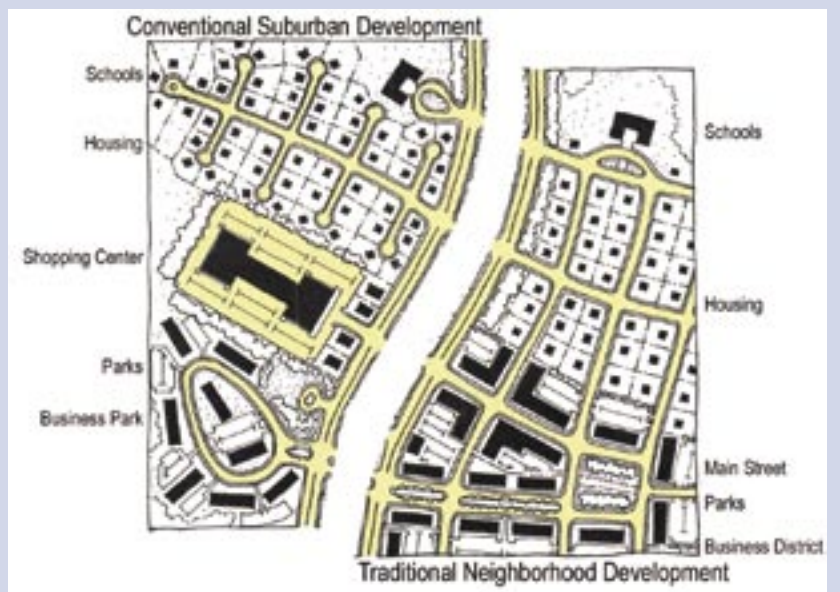 Conventional Suburban Development
Schools
Housing
Shopping Center
Parks
Business Park
Schools
Housing
Main Street
Parks
Business District
Traditional Neighborhood Development